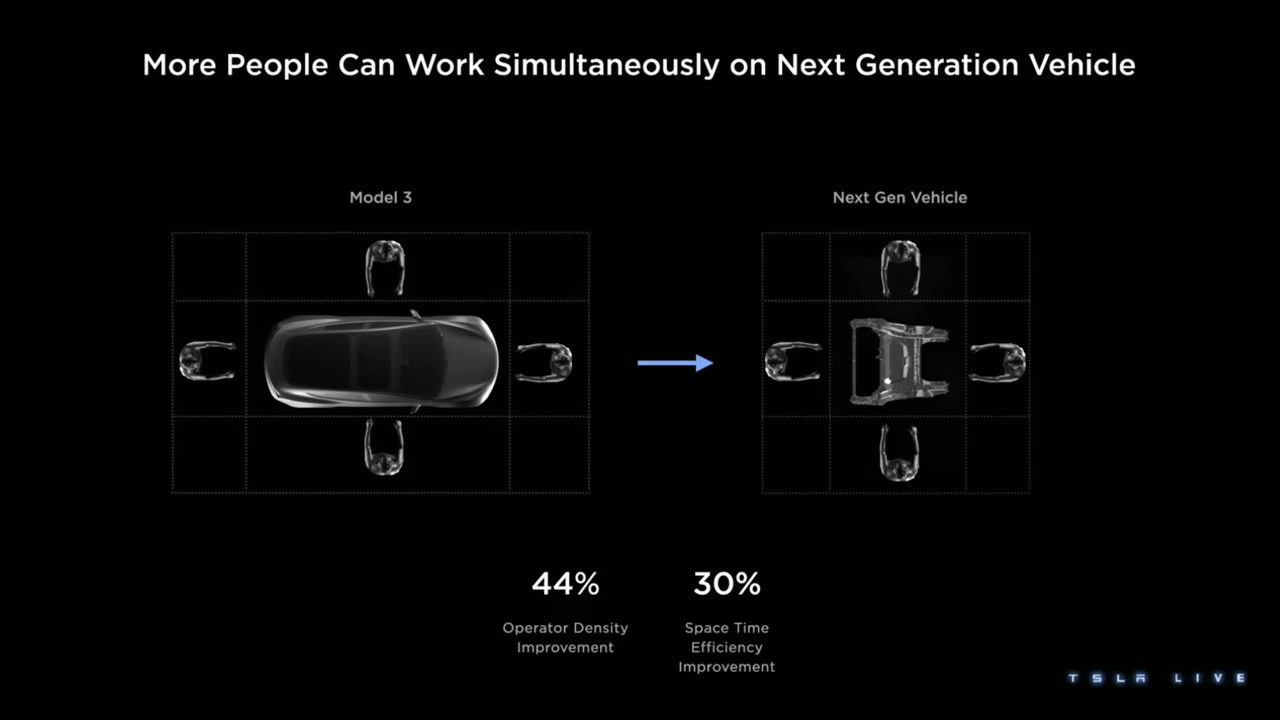 More People Can Work Simultaneously on Next Generation Vehicle
Model 3
Next Gen Vehicle
44%
Operator Density
Improvement
30%
Space Time
Efficiency
Improvement
TSLA LIVE